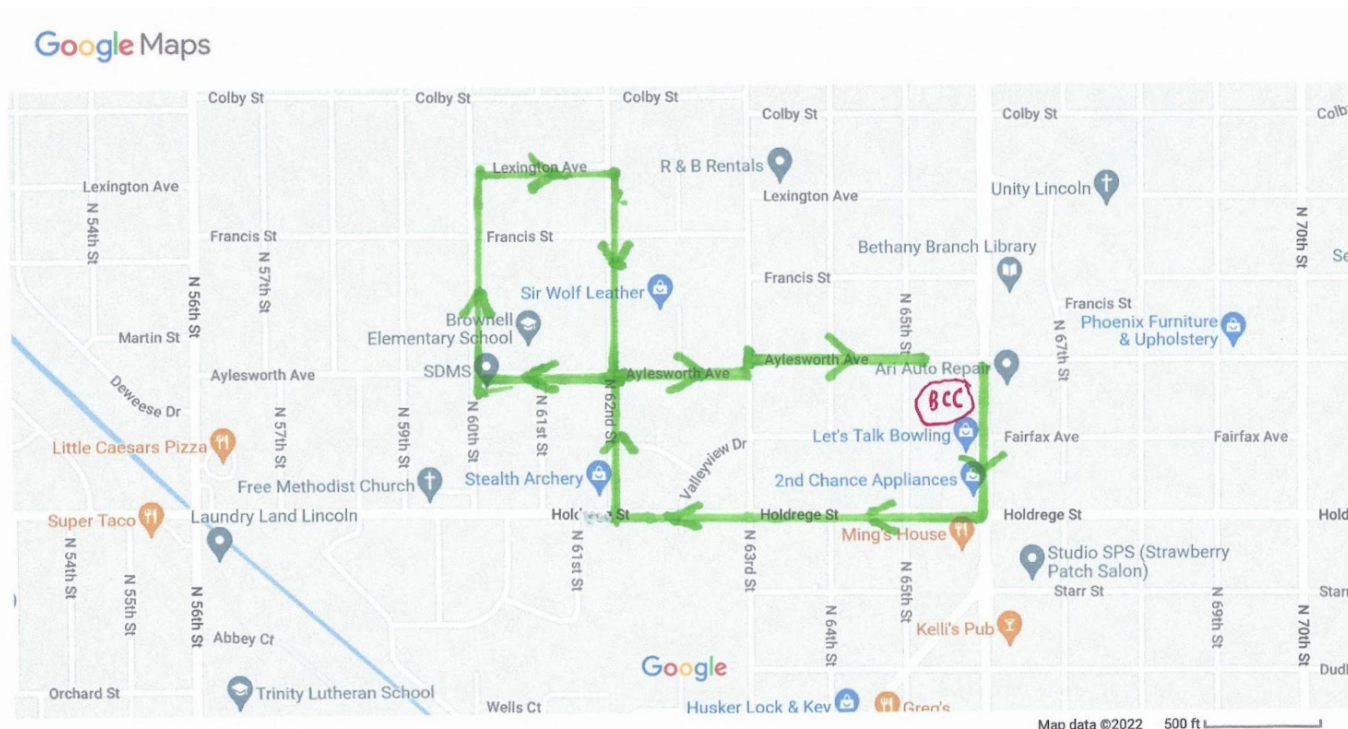 Google Maps
Colby St
Colby St
Colby St
Colby St
Colby St
Lexington Ave
R & B Rentals
Lexington Ave
Lexington Ave
Unity Lincoln
N 54th St
Francis St
Francis St
N 57th St
N 70th St
Bethany Branch Library
Francis St
N 56th St
Sir Wolf Leather
Brownell
Elementary School
N 65th St
Francis St
N 67th St
Phoenix Furniture
& Upholstery
Martin St
SDMS
Aylesworth Ave
Aylesworth Ave
Aylesworth Ave
Ari Auto Repair
Deweese Dr
BCC
N 57th St
N 59th St
N 60th St
N 61st St
N 62nd St
Little Caesars Pizza
Let's Talk Bowling
Fairfax Ave
Fairfax Ave
Valleyview Dr
Free Methodist Church
Stealth Archery
2nd Chance Appliances
Super Taco
Laundry Land Lincoln
Holdrege St
Holdrege St
Ming's House
N 54th St
N 55th St
N 56th St
N 61st St
N 63rd St
N 64th St
N 65th St
Studio SPS (Strawberry
Patch Salon)
Starr St
N 69th St
N 70th St
Kelli's Pub
Abbey Ct
Google
Orchard St
Trinity Lutheran School
Wells Ct
Husker Lock & Key
Greg's
Map data ©2022 500 ft